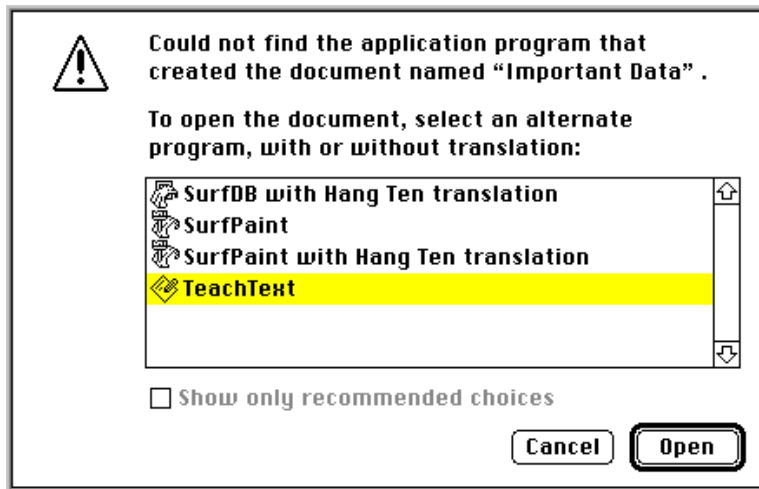 Could not find the application program that
created the document named “Important Data” .
To open the document, select an alternate
program, with or without translation:
SurfDB with Hang Ten translation
SurfPaint
SurfPaint with Hang Ten translation
TeachText
Show only recommended choices
Cancel
Open